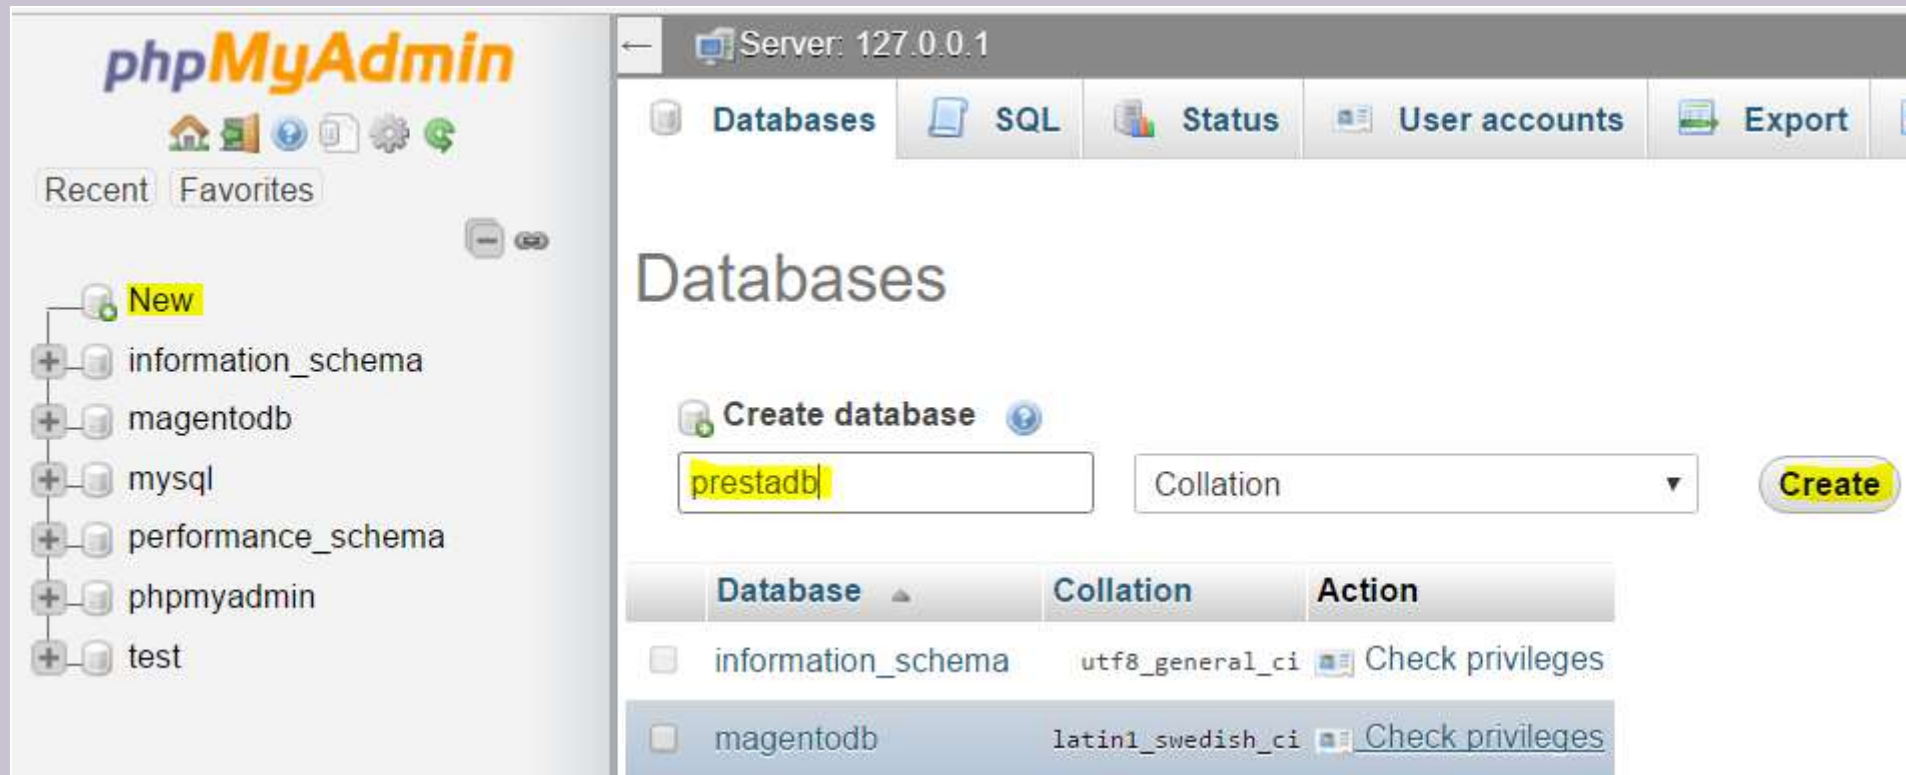 phpMyAdmin
Recent Favorites
New
information_schema
magentodb
mysql
performance_schema
phpmyadmin
test
← Server: 127.0.0.1
Databases SQL Status User accounts Export
Databases
Create database
prestadb Collation Create
Database Collation Action
information_schema utf8_general_ci Check privileges
magentodb latin1_swedish_ci Check privileges